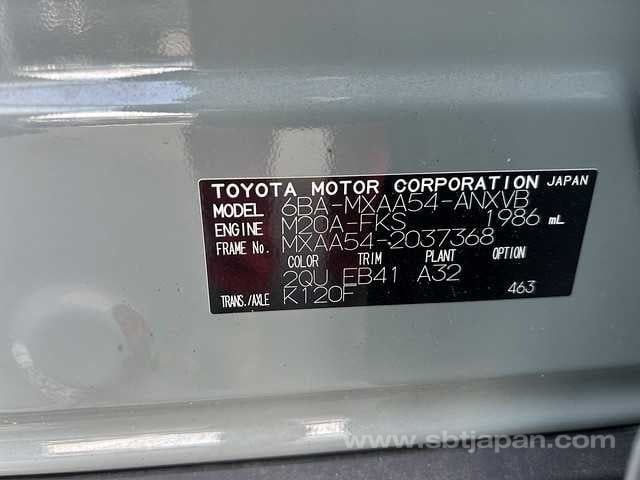 TOYOTA MOTOR CORPORATION JAPAN
MODEL 6BA-MXAA54-ANXVB
ENGINE M20A-FKS 1986 mL
FRAME No. MXAA54-2037368
COLOR TRIM PLANT OPTION
2QU EB41 A32
TRANS./AXLE K120F 463
www.sbtjapan.com